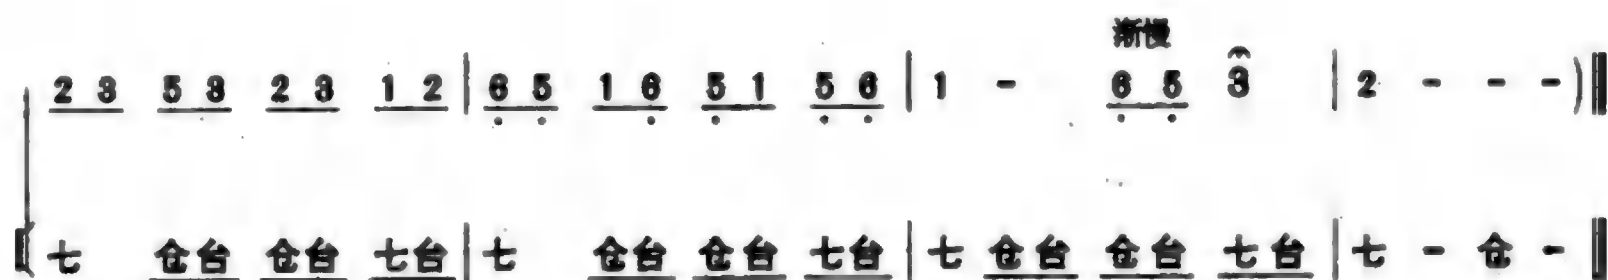 渐慢
2 3 5 3 2 3 1 2 | 6 5 1 6 5 1 5 6 | 1 - 6 5 3 | 2 - - - )
七 仓台 仓台 七台 | 七 仓台 仓台 七台 | 七 仓台 仓台 七台 | 七 - 仓 -